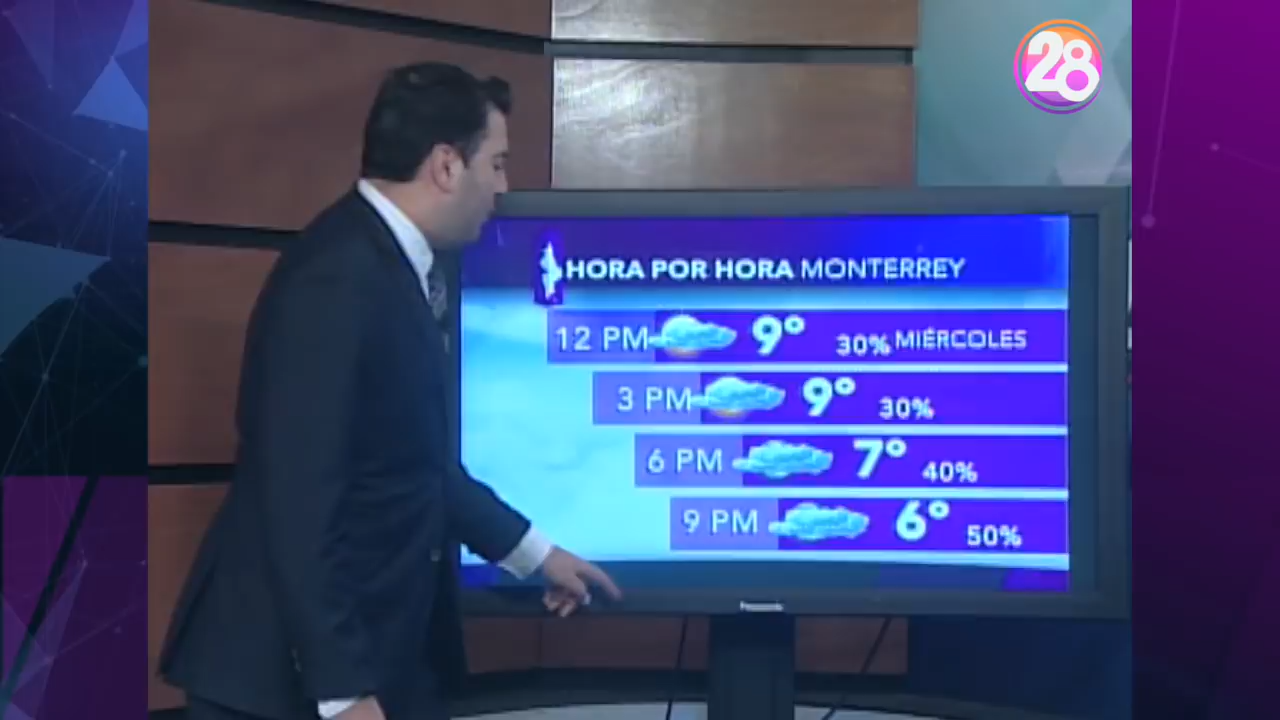 28
HORA POR HORA MONTERREY
12 PM 9° 30% MIÉRCOLES
3 PM 9° 30%
6 PM 7° 40%
9 PM 6° 50%
Panasonic